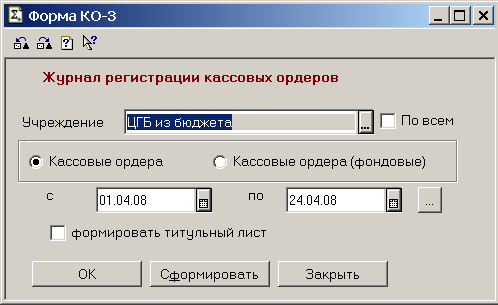 Форма КО-3
Журнал регистрации кассовых ордеров
Учреждение ЦГБ из бюджета ... По всем
Кассовые ордера Кассовые ордера (фондовые)
с 01.04.08 по 24.04.08 ...
формировать титульный лист
ОК Сформировать Закрыть